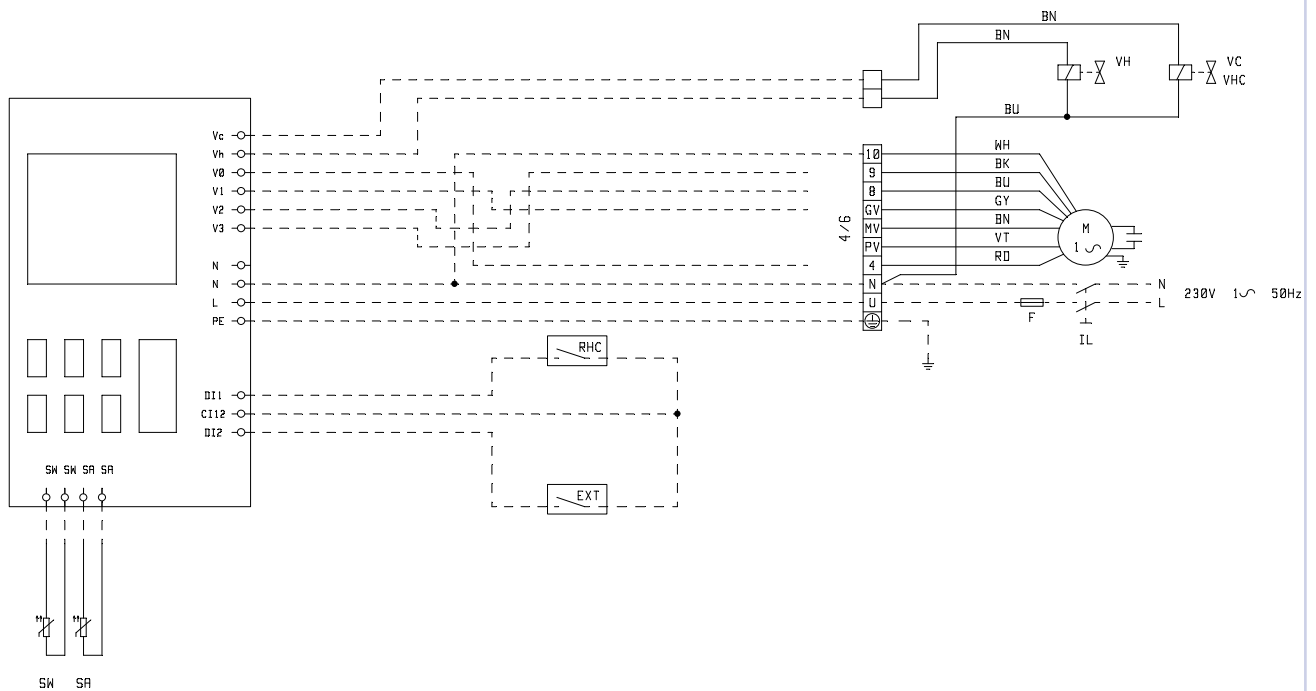 BN
BN
VH
VC
VHC
BU
Vc
Vh
V0
V1
V2
V3
N
N
L
PE
10
9
8
GV
MV
PV
4
N
U
4/6
WH
BK
BU
GY
BN
VT
RD
M
1
N
L
230V 1 50Hz
F
IL
RHC
DI1
CI12
DI2
EXT
SW SW SA SA
SW SA